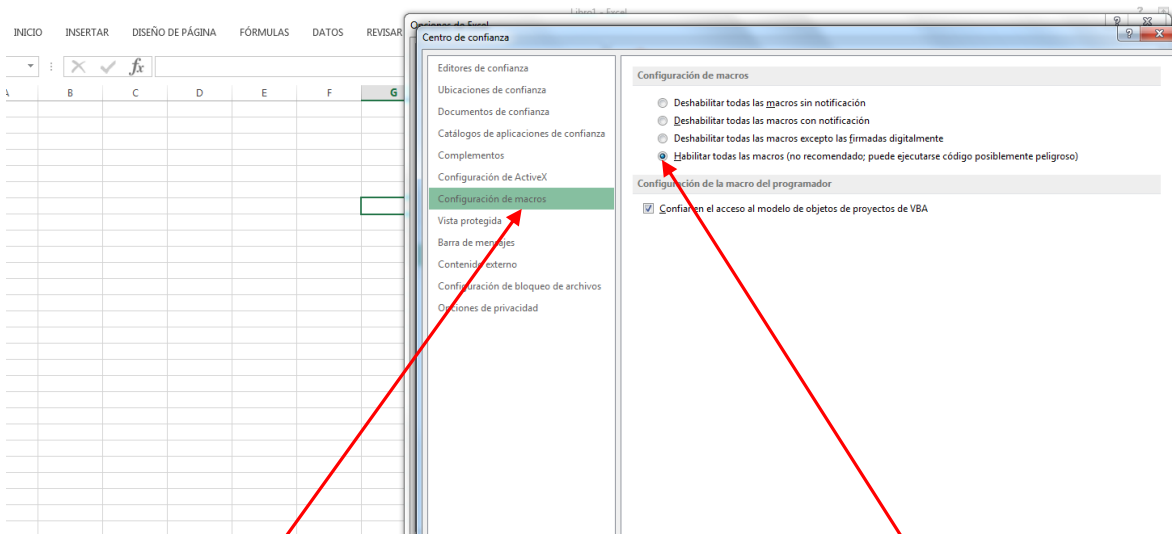 Libro1 - Excel
INICIO INSERTAR DISEÑO DE PÁGINA FÓRMULAS DATOS REVISAR
Opciones de Excel
Centro de confianza
fx
B C D E F G
Editores de confianza
Ubicaciones de confianza
Documentos de confianza
Catálogos de aplicaciones de confianza
Complementos
Configuración de ActiveX
Configuración de macros
Vista protegida
Barra de mensajes
Contenido externo
Configuración de bloqueo de archivos
Opciones de privacidad
Configuración de macros
Deshabilitar todas las macros sin notificación
Deshabilitar todas las macros con notificación
Deshabilitar todas las macros excepto las firmadas digitalmente
Habilitar todas las macros (no recomendado; puede ejecutarse código posiblemente peligroso)
Configuración de la macro del programador
Confiar en el acceso al modelo de objetos de proyectos de VBA